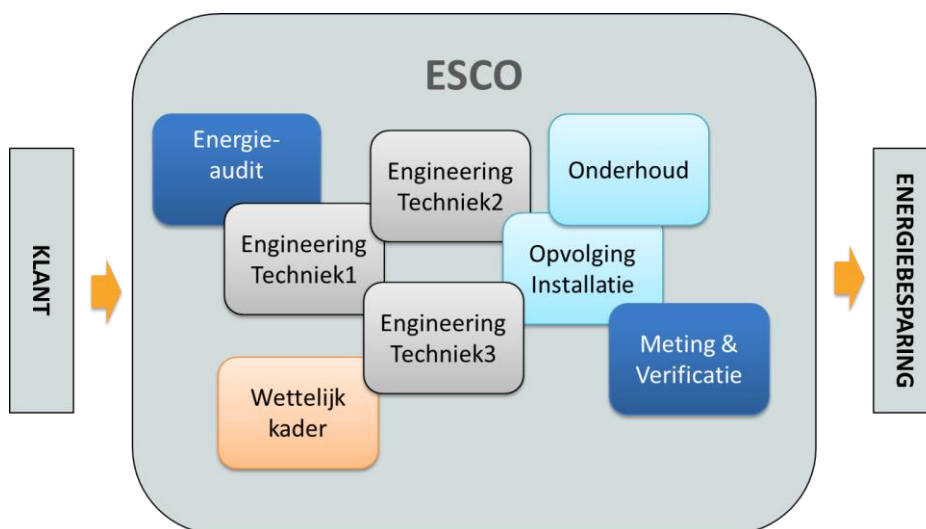 ESCO
KLANT
Energie-
audit
Engineering
Techniek1
Engineering
Techniek2
Engineering
Techniek3
Wettelijk
kader
Onderhoud
Opvolging
Installatie
Meting &
Verificatie
ENERGIEBESPARING